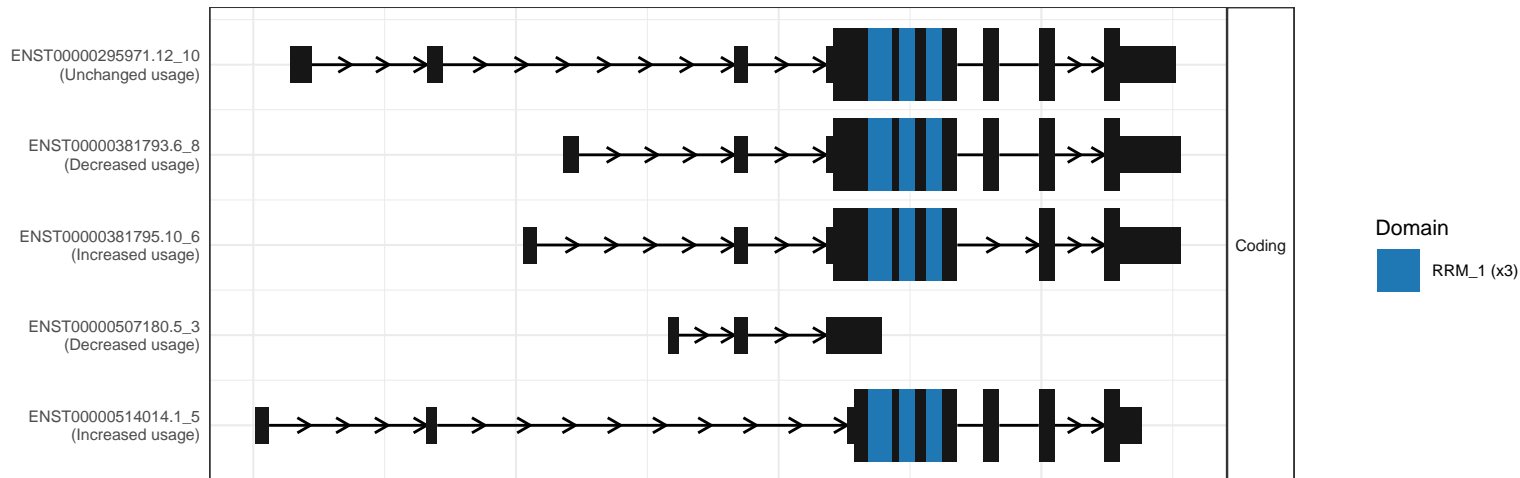 ENST00000295971.12_10
(Unchanged usage)
ENST00000381793.6_8
(Decreased usage)
ENST00000381795.10_6
(Increased usage)
ENST00000507180.5_3
(Decreased usage)
ENST00000514014.1_5
(Increased usage)
Coding
Domain
RRM_1 (x3)